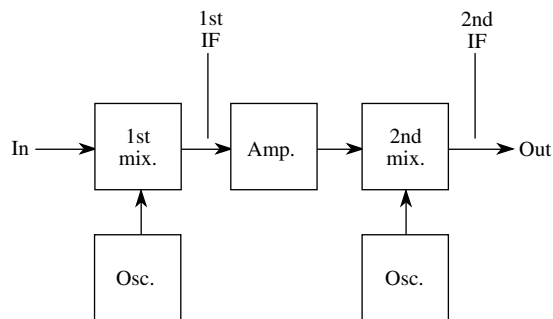 1st
IF
2nd
IF
In
1st
mix.
Amp.
2nd
mix.
Out
Osc.
Osc.